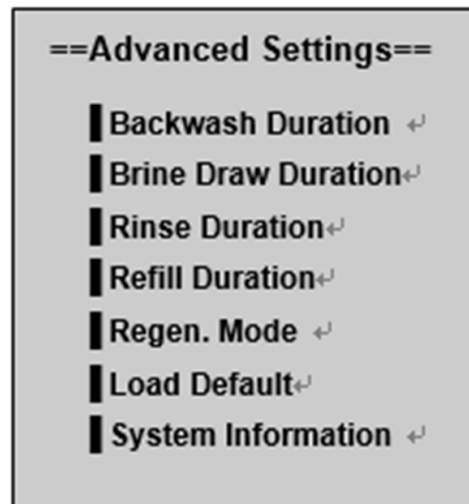 ==Advanced Settings==
Backwash Duration ↵
Brine Draw Duration↵
Rinse Duration↵
Refill Duration↵
Regen. Mode ↵
Load Default↵
System Information ↵